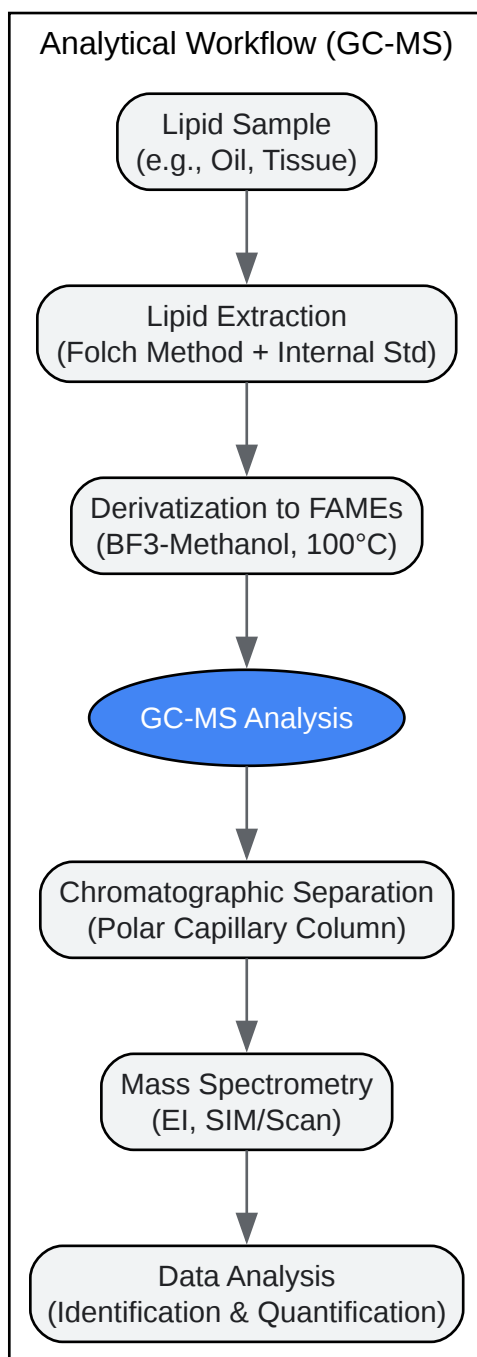 Analytical Workflow (GC-MS)
Lipid Sample
(e.g., Oil, Tissue)
Lipid Extraction
(Folch Method + Internal Std)
Derivatization to FAMEs
(BF3-Methanol, 100°C)
GC-MS Analysis
Chromatographic Separation
(Polar Capillary Column)
Mass Spectrometry
(EI, SIM/Scan)
Data Analysis
(Identification & Quantification)